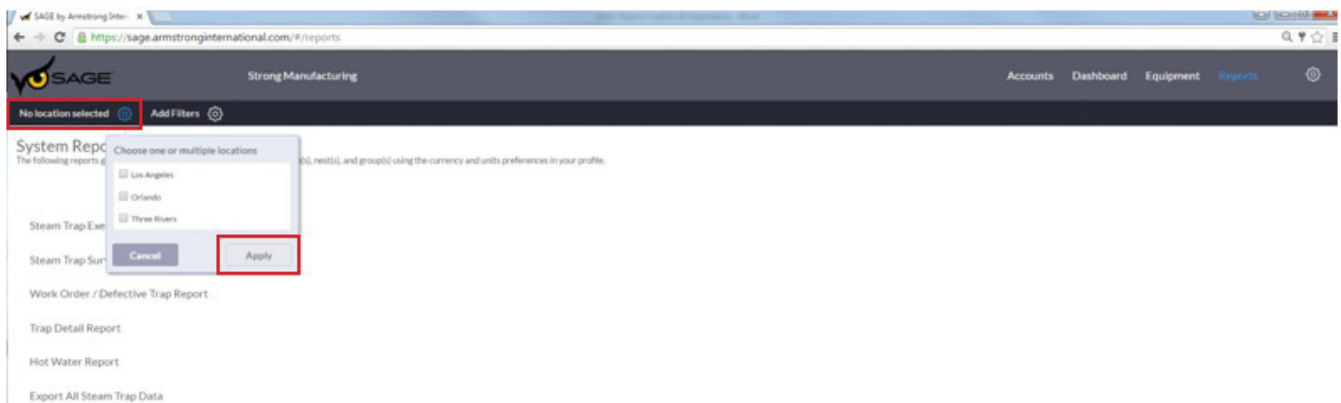 SAGE by Armstrong Inter
https://sage.armstronginternational.com/#/reports
SAGE
Strong Manufacturing
Accounts Dashboard Equipment Reports
No location selected Add Filters
System Repo
The following reports g (s), nest(s), and group(s) using the currency and units preferences in your profile.
Choose one or multiple locations
Los Angeles
Orlando
Three Rivers
Cancel Apply
Steam Trap Exe
Steam Trap Sur
Work Order / Defective Trap Report
Trap Detail Report
Hot Water Report
Export All Steam Trap Data